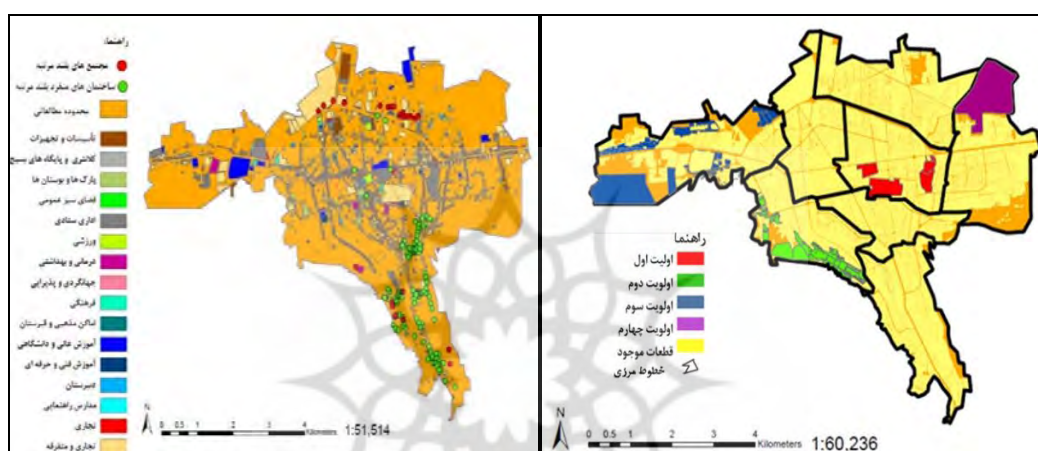 راهنما:
مجتمع های بلند مرتبه
ساختمان های منفرد بلند مرتبه
محدوده مطالعاتی
تأسیسات و تجهیزات
کلانتری و پایگاه های بسیج
پارک ها و بوستان ها
فضای سبز عمومی
اداری ستادی
ورزشی
درمانی و بهداشتی
جهانگردی و پذیرایی
فرهنگی
اماکن مذهبی و قبرستان
آموزش عالی و دانشگاهی
آموزش فنی و حرفه ای
دبیرستان
مدارس راهنمایی
تجاری
تجاری و متفرقه
N
0 0.5 1 2 3 4
Kilometers
1:51,514
راهنما
اولیت اول
اولویت دوم
اولویت سوم
اولویت چهارم
قطعات موجود
خطوط مرزی
N
0 0.5 1 2 3 4
Kilometers
1:60.236